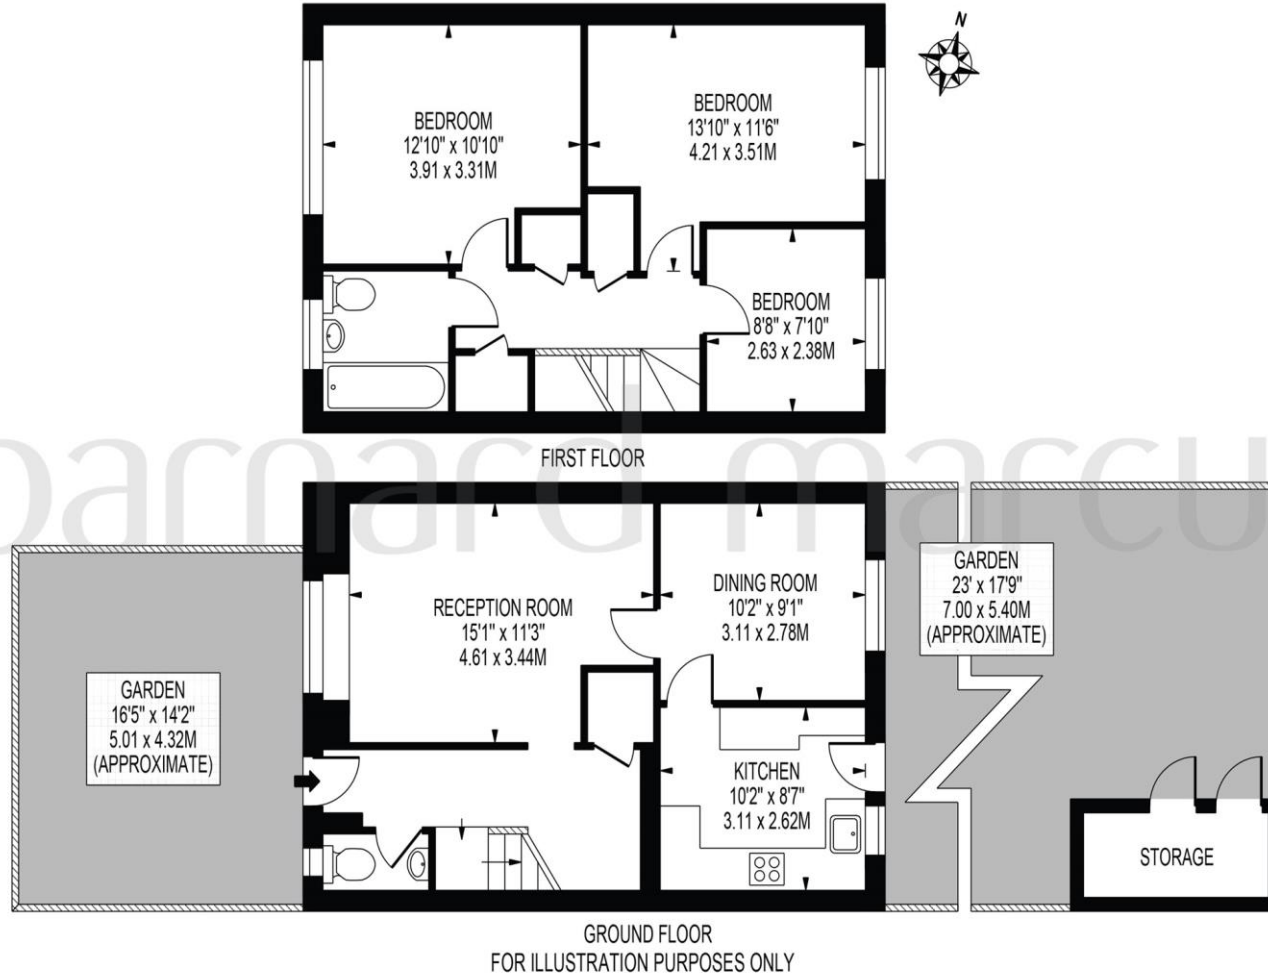 N
BEDROOM
12'10" x 10'10"
3.91 x 3.31M
BEDROOM
13'10" x 11'6"
4.21 x 3.51M
BEDROOM
8'8" x 7'10"
2.63 x 2.38M
FIRST FLOOR
barnard marcu
GARDEN
16'5" x 14'2"
5.01 x 4.32M
(APPROXIMATE)
RECEPTION ROOM
15'1" x 11'3"
4.61 x 3.44M
DINING ROOM
10'2" x 9'1"
3.11 x 2.78M
KITCHEN
10'2" x 8'7"
3.11 x 2.62M
GARDEN
23' x 17'9"
7.00 x 5.40M
(APPROXIMATE)
STORAGE
GROUND FLOOR
FOR ILLUSTRATION PURPOSES ONLY